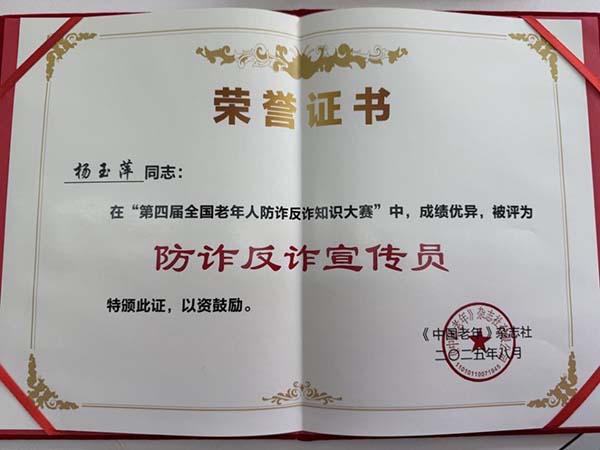 荣誉证书
杨玉萍同志：
在“第四届全国老年人防诈反诈知识大赛”中，成绩优异，被评为
防诈反诈宣传员
特颁此证，以资鼓励。
《中国老年》杂志社
二〇二五年八月